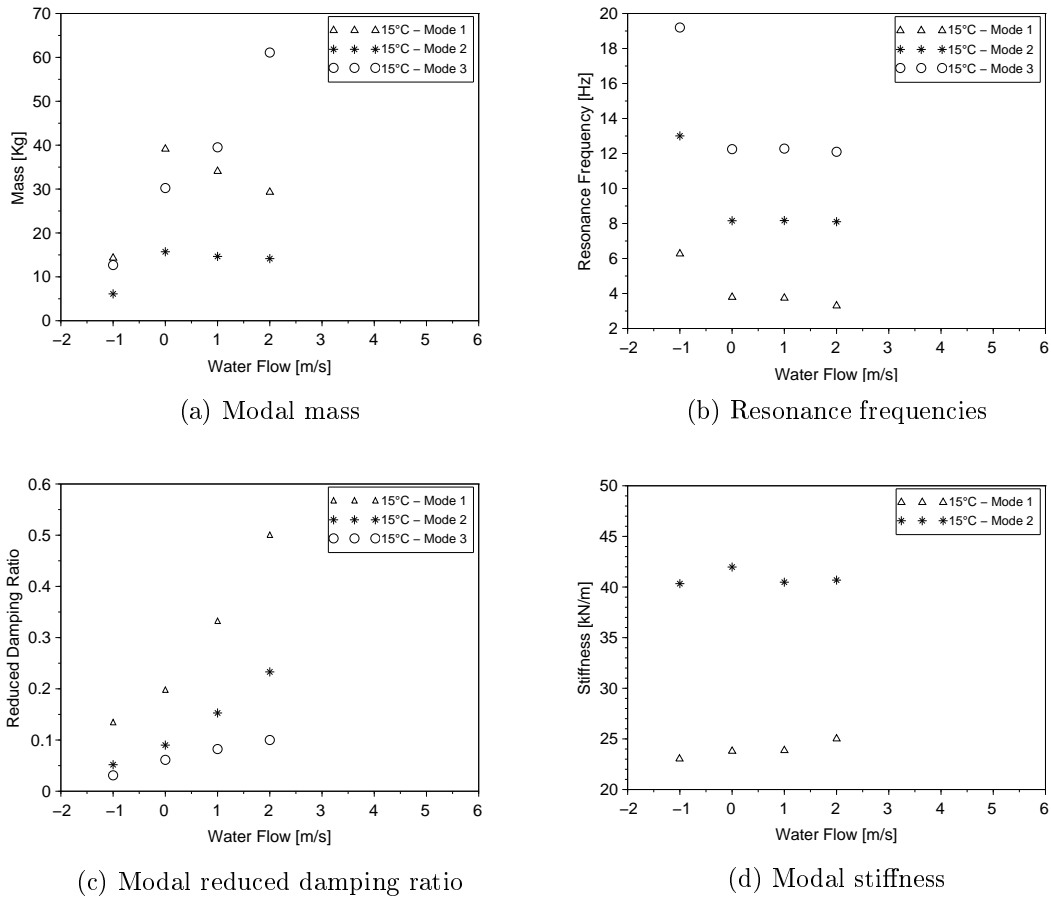 70
60
50
40
30
20
10
0
Mass [Kg]
15°C – Mode 1
15°C – Mode 2
15°C – Mode 3
–2 –1 0 1 2 3 4 5 6
Water Flow [m/s]
(a) Modal mass
20
18
16
14
12
10
8
6
4
2
Resonance Frequency [Hz]
15°C – Mode 1
15°C – Mode 2
15°C – Mode 3
–2 –1 0 1 2 3 4 5 6
Water Flow [m/s]
(b) Resonance frequencies
0.6
0.5
0.4
0.3
0.2
0.1
0
Reduced Damping Ratio
15°C – Mode 1
15°C – Mode 2
15°C – Mode 3
–2 –1 0 1 2 3 4 5 6
Water Flow [m/s]
(c) Modal reduced damping ratio
50
45
40
35
30
25
20
Stiffness [kN/m]
15°C – Mode 1
15°C – Mode 2
–2 –1 0 1 2 3 4 5 6
Water Flow [m/s]
(d) Modal stiffness